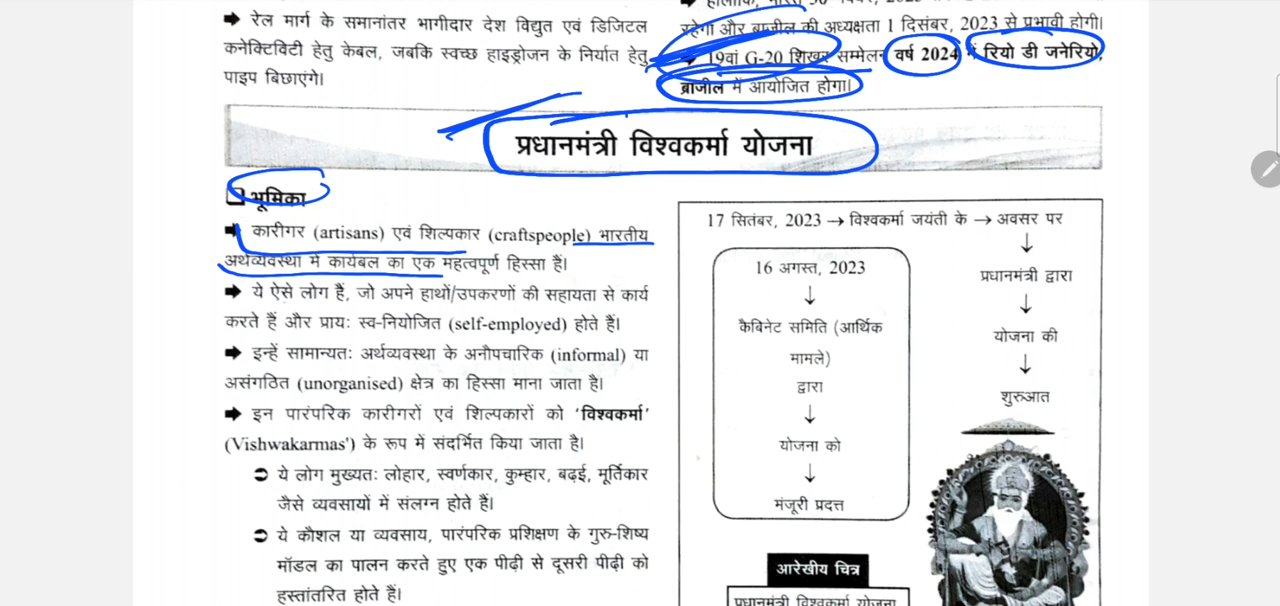 ➡ रेल मार्ग के समानांतर भागीदार देश विद्युत एवं डिजिटल
कनेक्टिविटी हेतु केबल, जबकि स्वच्छ हाइड्रोजन के निर्यात हेतु
पाइप बिछाएंगे।
रहेगी और ब्राजील की अध्यक्षता 1 दिसंबर, 2023 से प्रभावी होगी।
➡ 19वां G-20 शिखर सम्मेलन वर्ष 2024 में रियो डी जनेरियो,
ब्राजील में आयोजित होगा।
प्रधानमंत्री विश्वकर्मा योजना
❑ भूमिका
➡ कारीगर (artisans) एवं शिल्पकार (craftspeople) भारतीय
अर्थव्यवस्था में कार्यबल का एक महत्वपूर्ण हिस्सा हैं।
➡ ये ऐसे लोग हैं, जो अपने हाथों/उपकरणों की सहायता से कार्य
करते हैं और प्रायः स्व-नियोजित (self-employed) होते हैं।
➡ इन्हें सामान्यतः अर्थव्यवस्था के अनौपचारिक (informal) या
असंगठित (unorganised) क्षेत्र का हिस्सा माना जाता है।
➡ इन पारंपरिक कारीगरों एवं शिल्पकारों को 'विश्वकर्मा'
(Vishwakarmas') के रूप में संदर्भित किया जाता है।
➲ ये लोग मुख्यतः लोहार, स्वर्णकार, कुम्हार, बढ़ई, मूर्तिकार
जैसे व्यवसायों में संलग्न होते हैं।
➲ ये कौशल या व्यवसाय, पारंपरिक प्रशिक्षण के गुरु-शिष्य
मॉडल का पालन करते हुए एक पीढ़ी से दूसरी पीढ़ी को
हस्तांतरित होते हैं।
17 सितंबर, 2023 → विश्वकर्मा जयंती के → अवसर पर
↓
प्रधानमंत्री द्वारा
↓
योजना की
↓
शुरुआत
16 अगस्त, 2023
↓
कैबिनेट समिति (आर्थिक
मामले)
द्वारा
↓
योजना को
↓
मंजूरी प्रदत्त
आरेखीय चित्र
प्रधानमंत्री विश्वकर्मा योजना